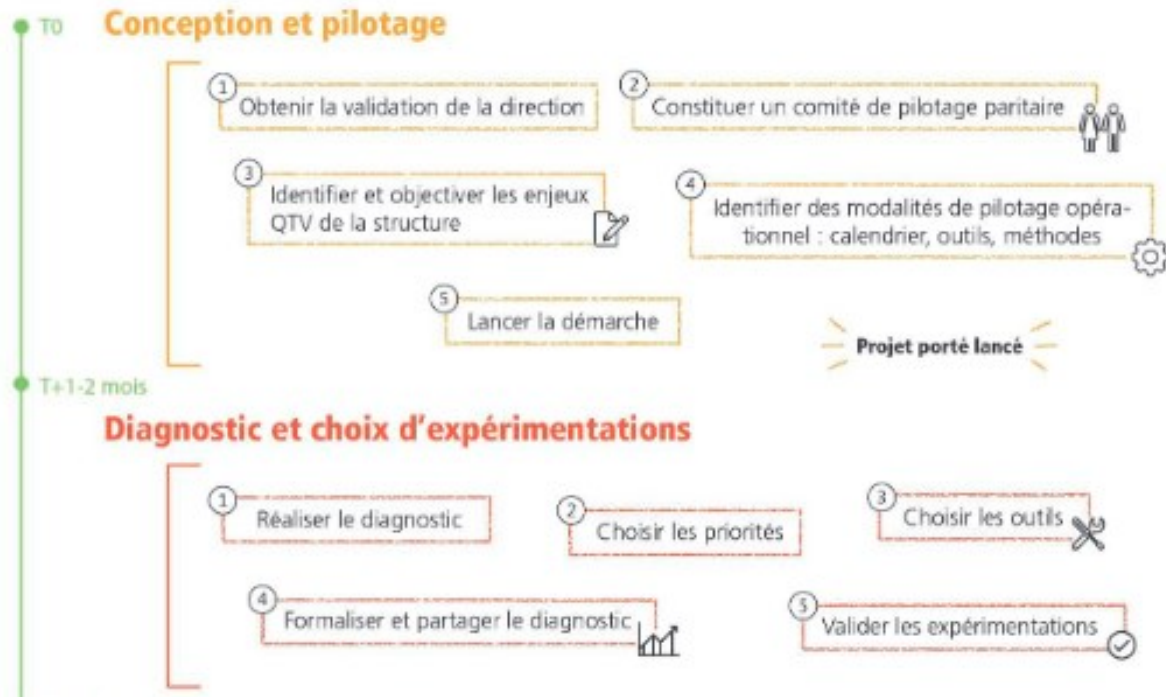 T0
Conception et pilotage
1
Obtenir la validation de la direction
2
Constituer un comité de pilotage paritaire
3
Identifier et objectiver les enjeux
QTV de la structure
4
Identifier des modalités de pilotage opéra-
tionnel : calendrier, outils, méthodes
5
Lancer la démarche
Projet porté lancé
T+1-2 mois
Diagnostic et choix d'expérimentations
1
Réaliser le diagnostic
2
Choisir les priorités
3
Choisir les outils
4
Formaliser et partager le diagnostic
5
Valider les expérimentations